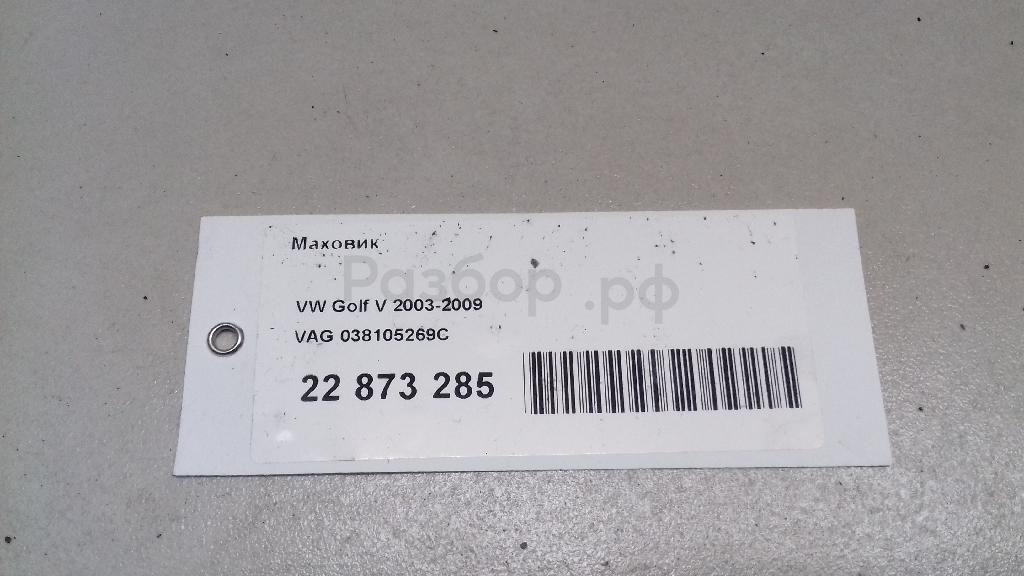 Маховик
Разбор.рф
VW Golf V 2003-2009
VAG 038105269C
22 873 285